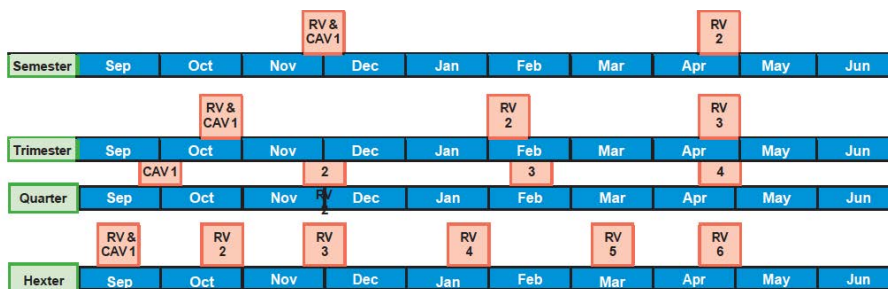 RV &
CAV 1
RV
2
Semester Sep Oct Nov Dec Jan Feb Mar Apr May Jun
RV &
CAV 1
RV
2
RV
3
Trimester Sep Oct Nov Dec Jan Feb Mar Apr May Jun
CAV 1 2 3 4
Quarter Sep Oct Nov RV Dec Jan Feb Mar Apr May Jun
2
RV &
CAV 1
RV
2
RV
3
RV
4
RV
5
RV
6
Hexter Sep Oct Nov Dec Jan Feb Mar Apr May Jun